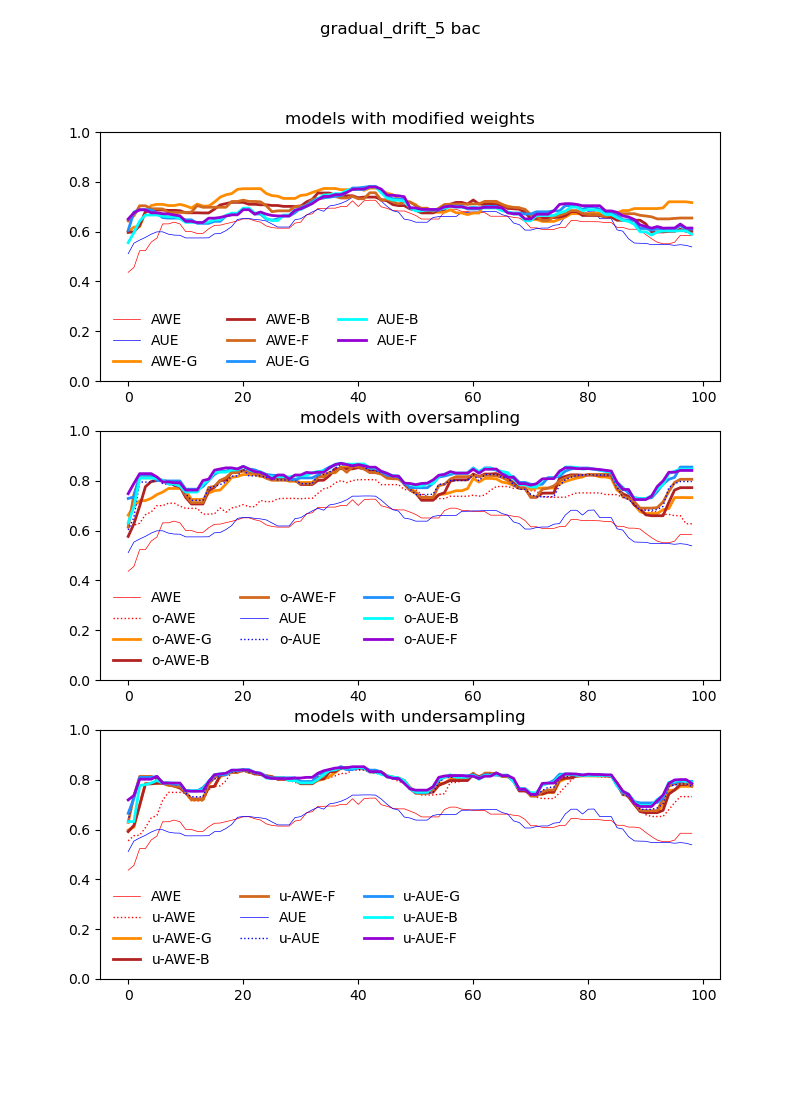 gradual_drift_5 bac
models with modified weights
1.0
0.8
0.6
0.4
0.2
0.0
AWE AWE-B AUE-B
AUE AWE-F AUE-F
AWE-G AUE-G
0 20 40 60 80 100
models with oversampling
1.0
0.8
0.6
0.4
0.2
0.0
AWE o-AWE-F o-AUE-G
o-AWE AUE o-AUE-B
o-AWE-G o-AUE o-AUE-F
o-AWE-B
0 20 40 60 80 100
models with undersampling
1.0
0.8
0.6
0.4
0.2
0.0
AWE u-AWE-F u-AUE-G
u-AWE AUE u-AUE-B
u-AWE-G u-AUE u-AUE-F
u-AWE-B
0 20 40 60 80 100